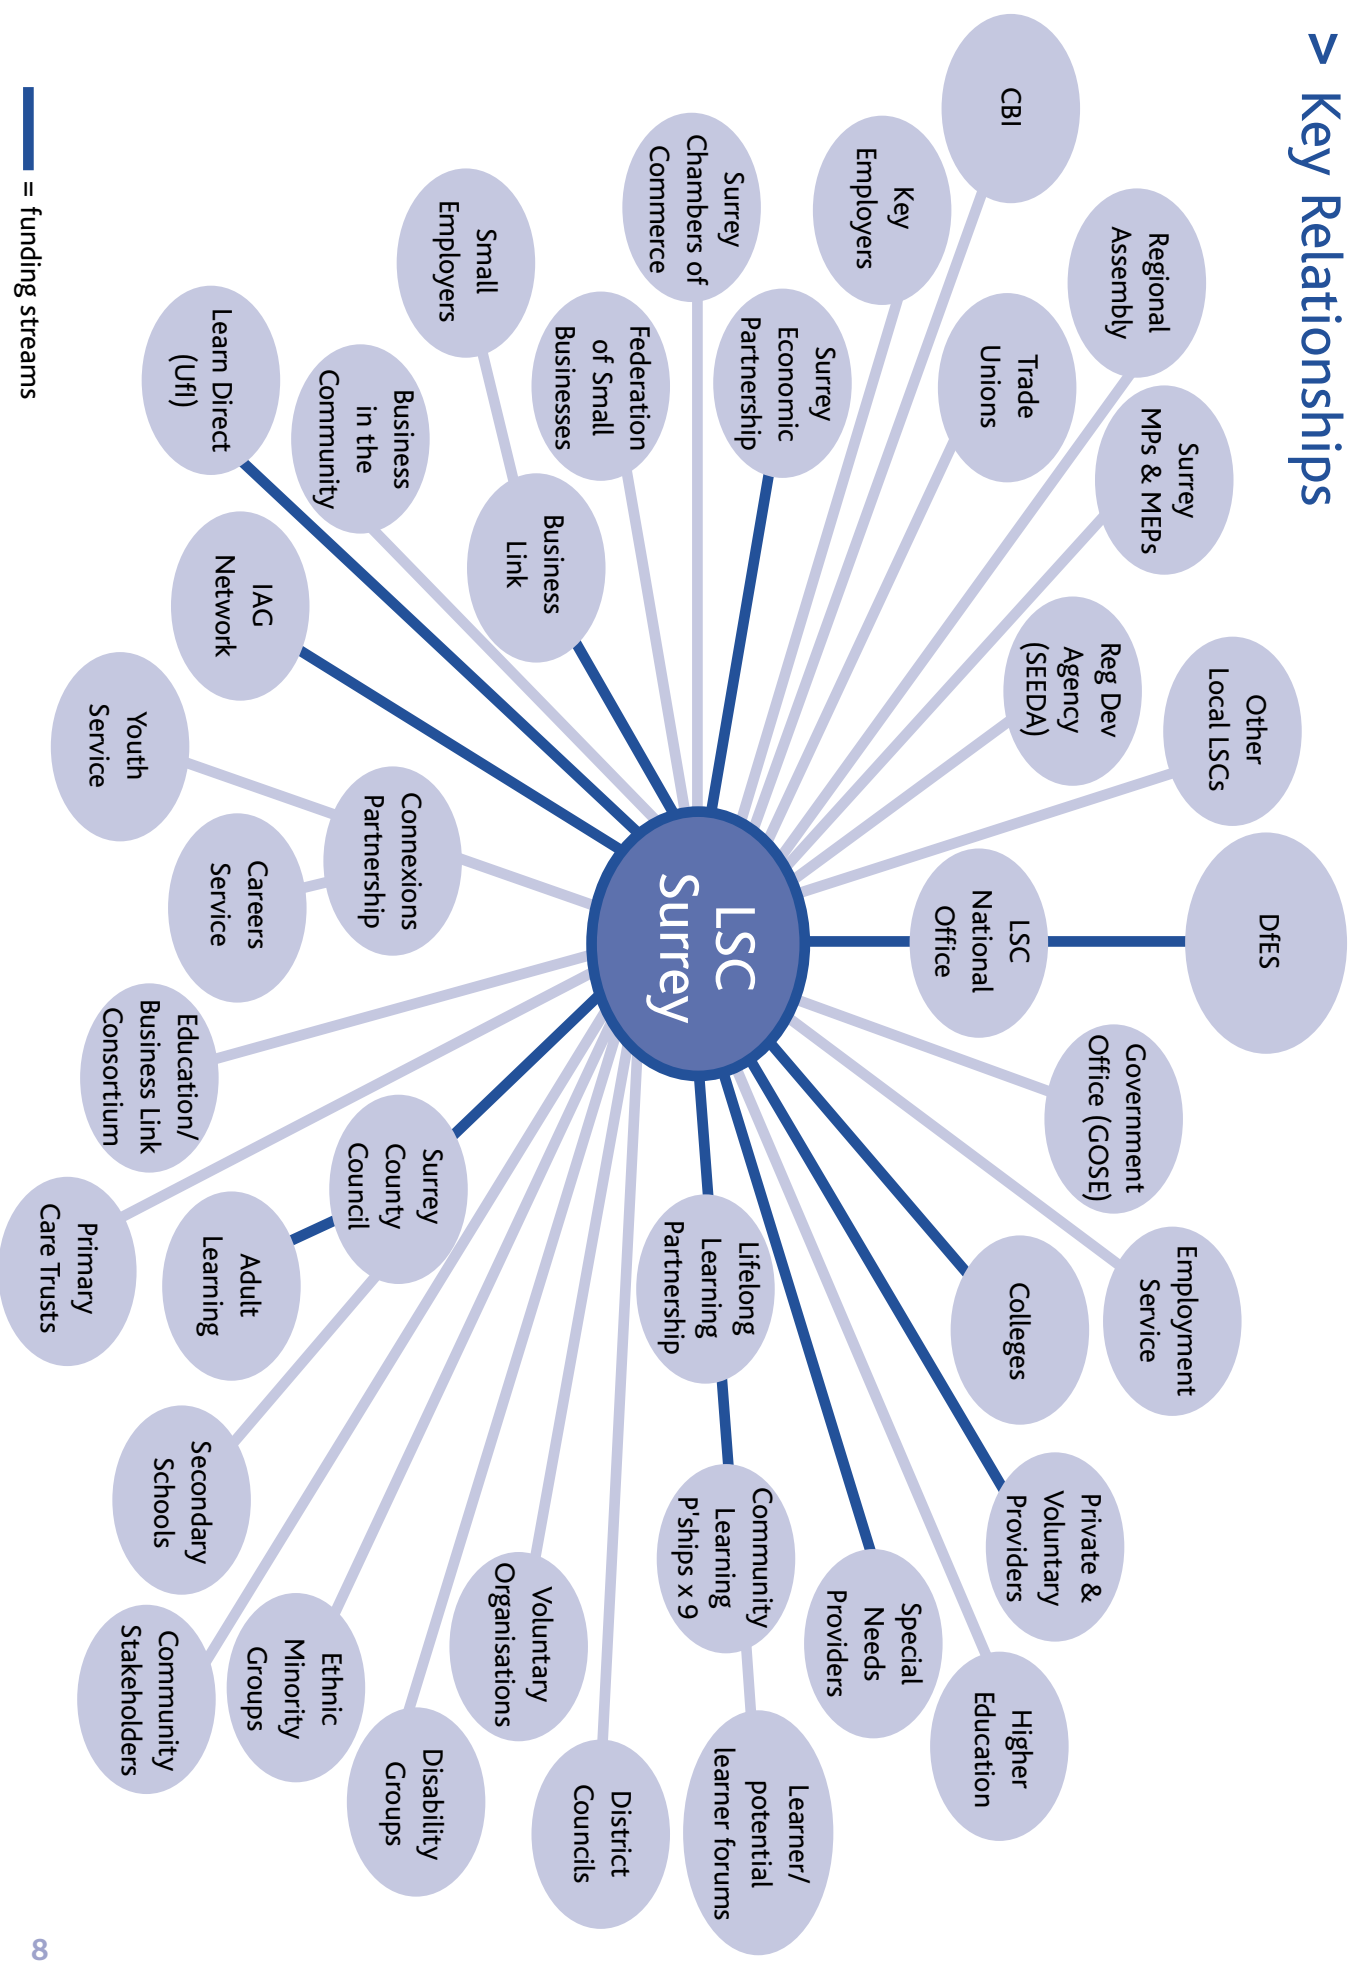 > Key Relationships
CBI
Regional
Assembly
Surrey
MPs & MEPs
Other
Local LSCs
DfES
Key
Employers
Trade
Unions
Reg Dev
Agency
(SEEDA)
LSC
National
Office
Government
Office (GOSE)
Employment
Service
Colleges
Private &
Voluntary
Providers
Higher
Education
Surrey
Chambers of
Commerce
Surrey
Economic
Partnership
Federation
of Small
Businesses
Small
Employers
Business
Link
Business
in the
Community
Learn Direct
(UfI)
IAG
Network
LSC
Surrey
Lifelong
Learning
Partnership
Community
Learning
P'ships x 9
Special
Needs
Providers
Learner/
potential
learner forums
Connexions
Partnership
Youth
Service
Careers
Service
Education/
Business Link
Consortium
Surrey
County
Council
Primary
Care Trusts
Adult
Learning
Secondary
Schools
Community
Stakeholders
Ethnic
Minority
Groups
Disability
Groups
Voluntary
Organisations
District
Councils
= funding streams
8